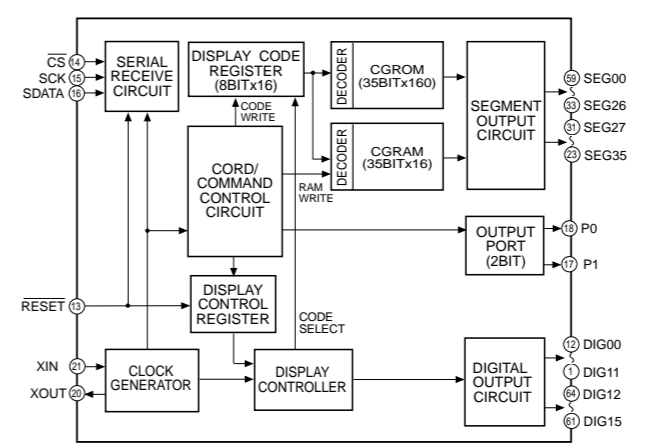 CS
SCK
SDATA
14
15
16
SERIAL
RECEIVE
CIRCUIT
DISPLAY CODE
REGISTER
(8BITx16)
DECODER
CGROM
(35BITx160)
SEGMENT
OUTPUT
CIRCUIT
59 SEG00
33 SEG26
31 SEG27
23 SEG35
CODE
WRITE
DECODER
CGRAM
(35BITx16)
CORD/
COMMAND
CONTROL
CIRCUIT
RAM
WRITE
OUTPUT
PORT
(2BIT)
18 P0
17 P1
RESET 13
DISPLAY
CONTROL
REGISTER
CODE
SELECT
XIN 21
XOUT 20
CLOCK
GENERATOR
DISPLAY
CONTROLLER
DIGITAL
OUTPUT
CIRCUIT
12 DIG00
1 DIG11
64 DIG12
61 DIG15